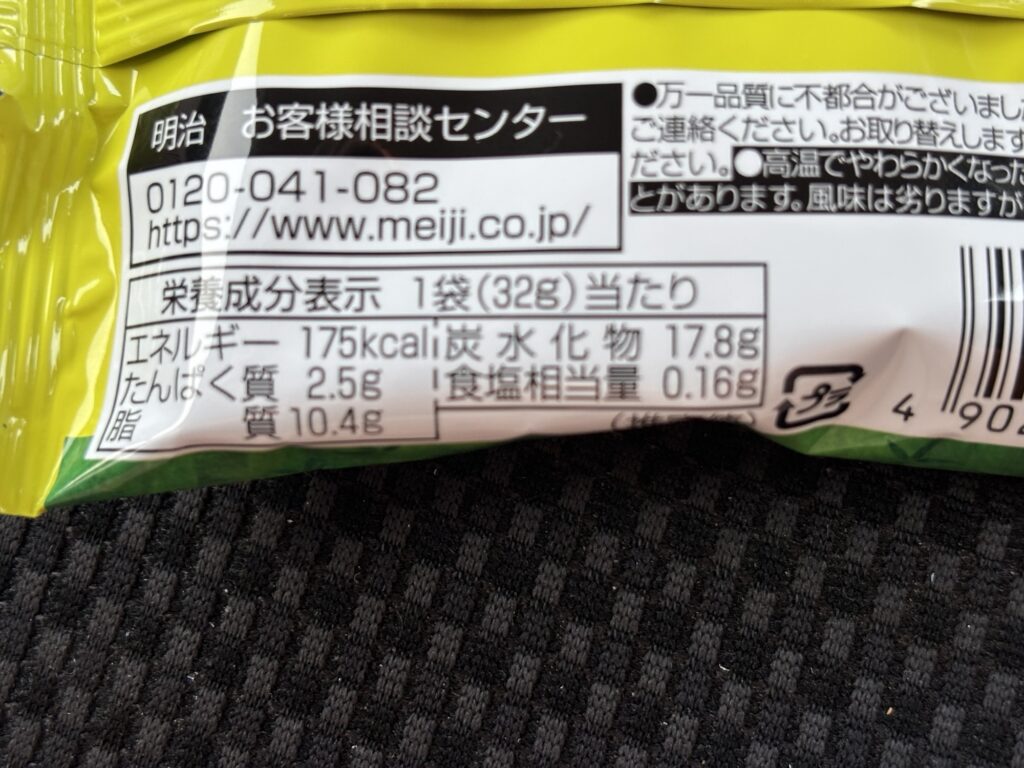 明治 お客様相談センター
0120-041-082
https://www.meiji.co.jp/
●万一品質に不都合がございまし
ご連絡ください。お取り替えします
ださい。●高温でやわらかくなった
とがあります。風味は劣りますが
栄養成分表示 1袋(32g)当たり
エネルギー 175kcal 炭水化物 17.8g
たんぱく質 2.5g 食塩相当量 0.16g
脂質 10.4g
プラ
4 902